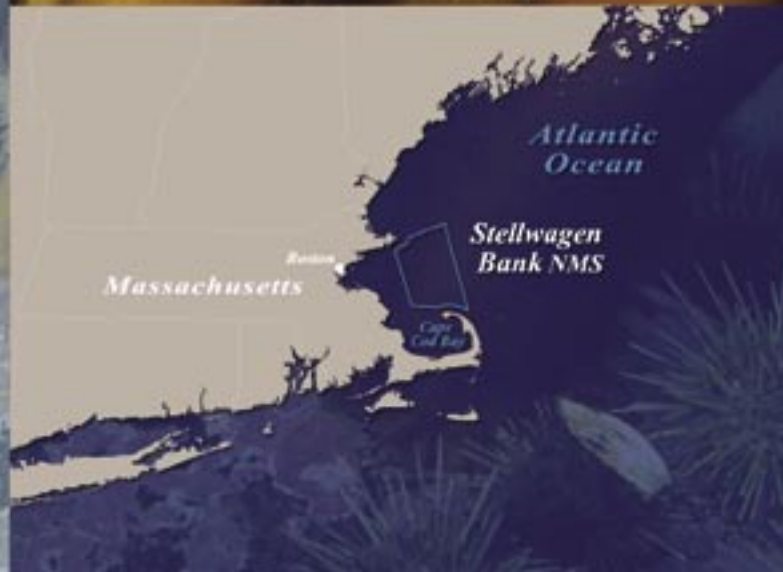 Atlantic
Ocean
Stellwagen
Bank NMS
Boston
Massachusetts
Cape
Cod Bay